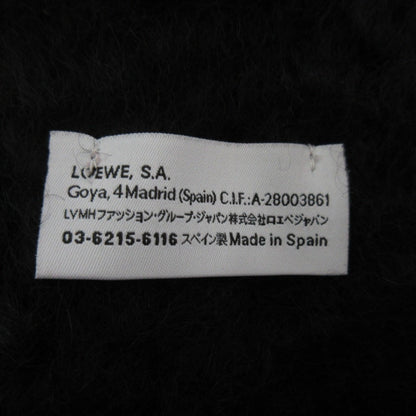 LOEWE, S.A.
Goya, 4 Madrid (Spain) C.I.F.:A-28003861
LVMHファッション・グループ・ジャパン株式会社ロエベジャパン
03-6215-6116 スペイン製 Made in Spain